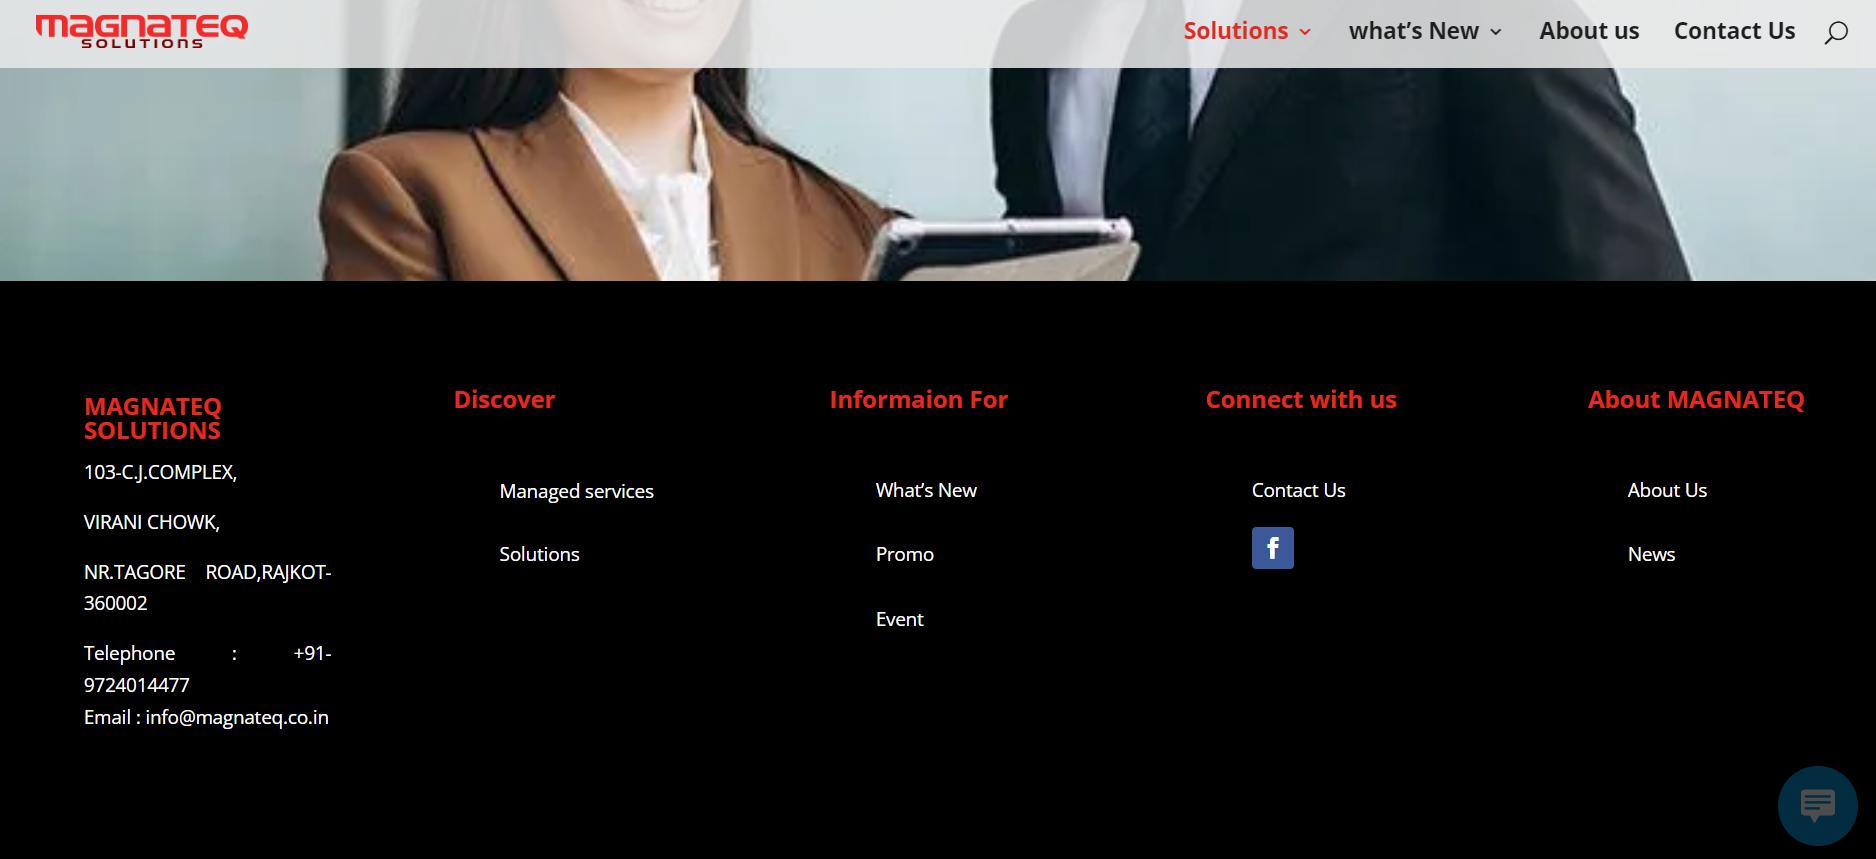 magnaTEQ
SOLUTIONS
Solutions
what’s New
About us
Contact Us
MAGNATEQ
SOLUTIONS
103-C.J.COMPLEX,
VIRANI CHOWK,
NR.TAGORE ROAD,RAJKOT-
360002
Telephone : +91-
9724014477
Email : info@magnateq.co.in
Discover
Managed services
Solutions
Informaion For
What’s New
Promo
Event
Connect with us
Contact Us
f
About MAGNATEQ
About Us
News